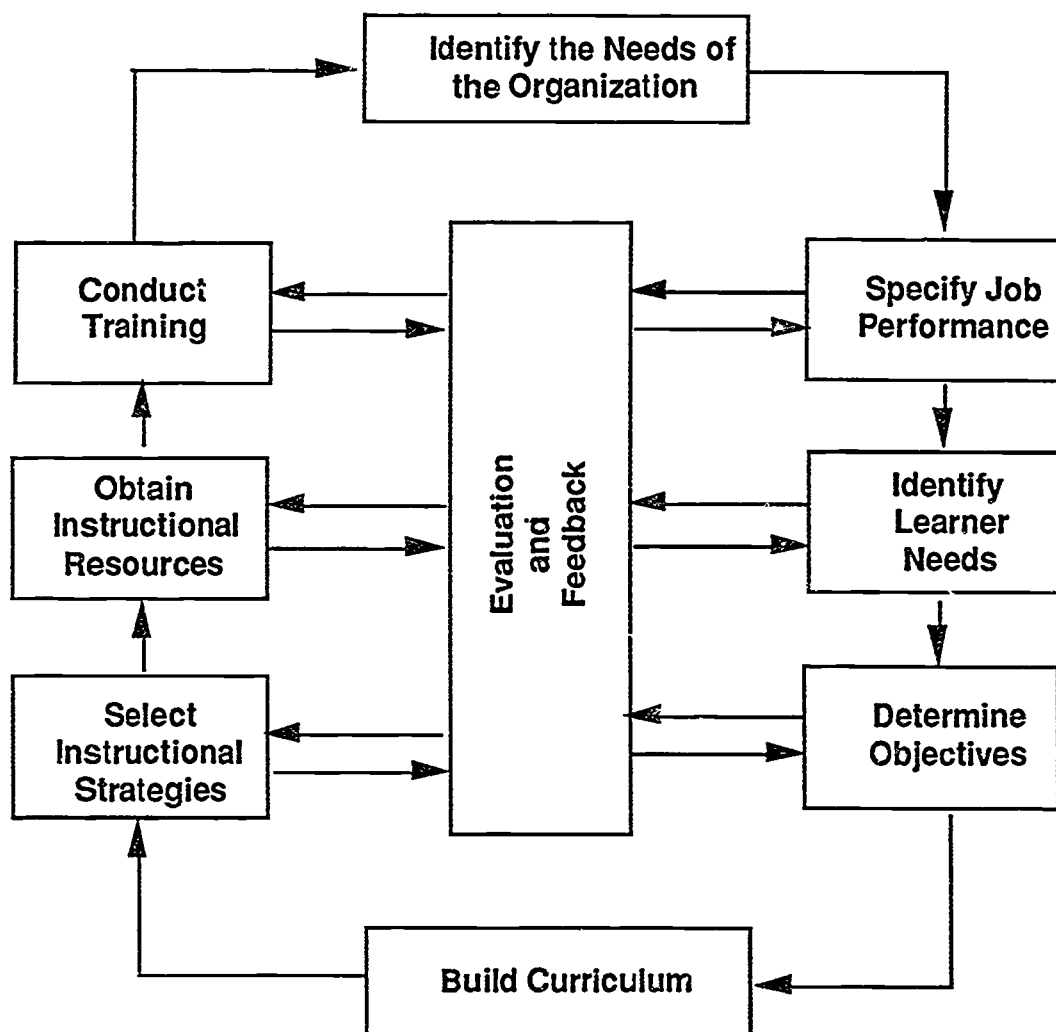 Identify the Needs of
the Organization
Conduct
Training
Specify Job
Performance
Evaluation
and
Feedback
Obtain
Instructional
Resources
Identify
Learner
Needs
Select
Instructional
Strategies
Determine
Objectives
Build Curriculum